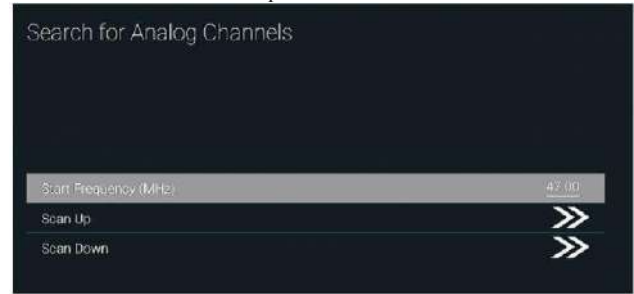 Search for Analog Channels
Start Frequency (MHz) 47.00
Scan Up
Scan Down